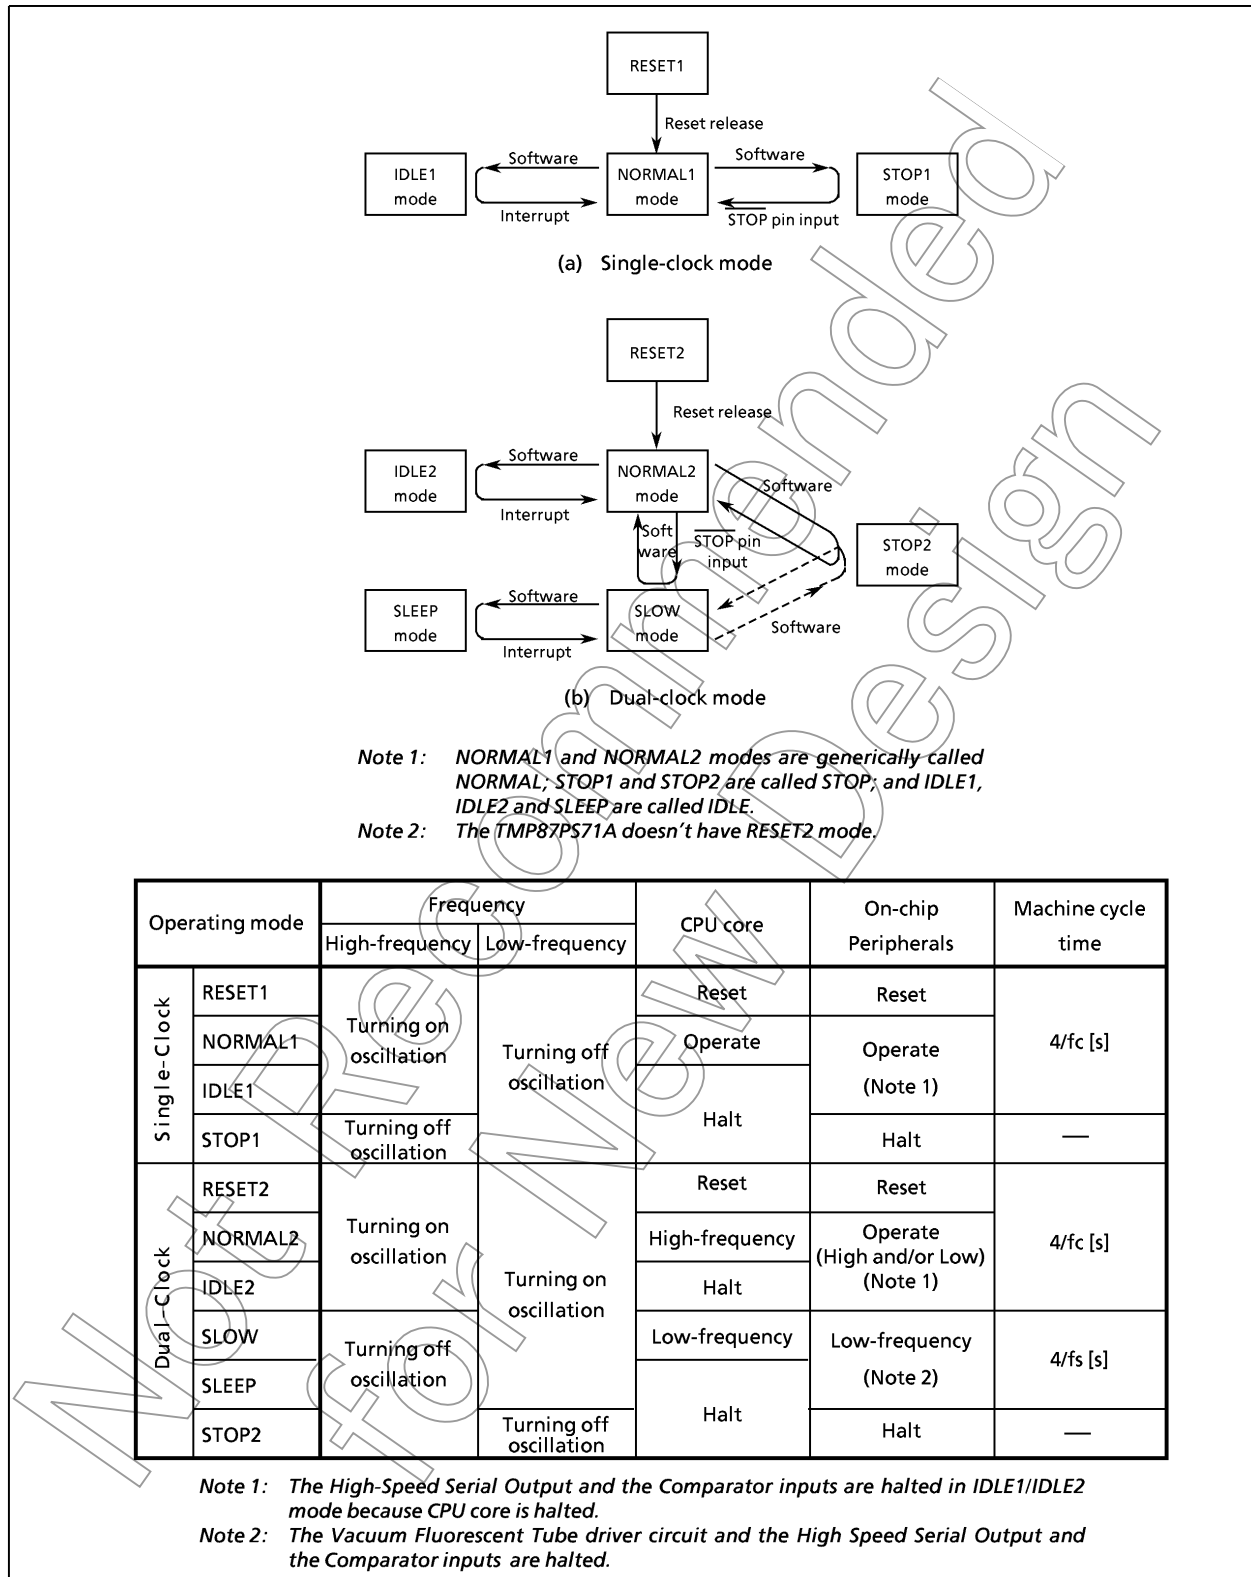 RESET1
Reset release
IDLE1
mode
Software
Interrupt
NORMAL1
mode
Software
STOP pin input
STOP1
mode
(a) Single-clock mode
RESET2
Reset release
IDLE2
mode
Software
Interrupt
NORMAL2
mode
Software
Soft
ware
STOP pin
input
STOP2
mode
SLEEP
mode
Software
Interrupt
SLOW
mode
Software
(b) Dual-clock mode
Note 1: NORMAL1 and NORMAL2 modes are generically called
NORMAL; STOP1 and STOP2 are called STOP; and IDLE1,
IDLE2 and SLEEP are called IDLE.
Note 2: The TMP87PS71A doesn't have RESET2 mode.
Operating mode
Frequency
High-frequency
Low-frequency
CPU core
On-chip
Peripherals
Machine cycle
time
Single-Clock
RESET1
NORMAL1
IDLE1
STOP1
Turning on
oscillation
Turning off
oscillation
Turning off
oscillation
Reset
Operate
Halt
Reset
Operate
(Note 1)
Halt
4/fc [s]
—
Dual-Clock
RESET2
NORMAL2
IDLE2
SLOW
SLEEP
STOP2
Turning on
oscillation
Turning off
oscillation
Turning on
oscillation
Turning off
oscillation
Reset
High-frequency
Halt
Low-frequency
Halt
Reset
Operate
(High and/or Low)
(Note 1)
Low-frequency
(Note 2)
Halt
4/fc [s]
4/fs [s]
—
Note 1: The High-Speed Serial Output and the Comparator inputs are halted in IDLE1/IDLE2
mode because CPU core is halted.
Note 2: The Vacuum Fluorescent Tube driver circuit and the High Speed Serial Output and
the Comparator inputs are halted.
Not Recommended
for New Design